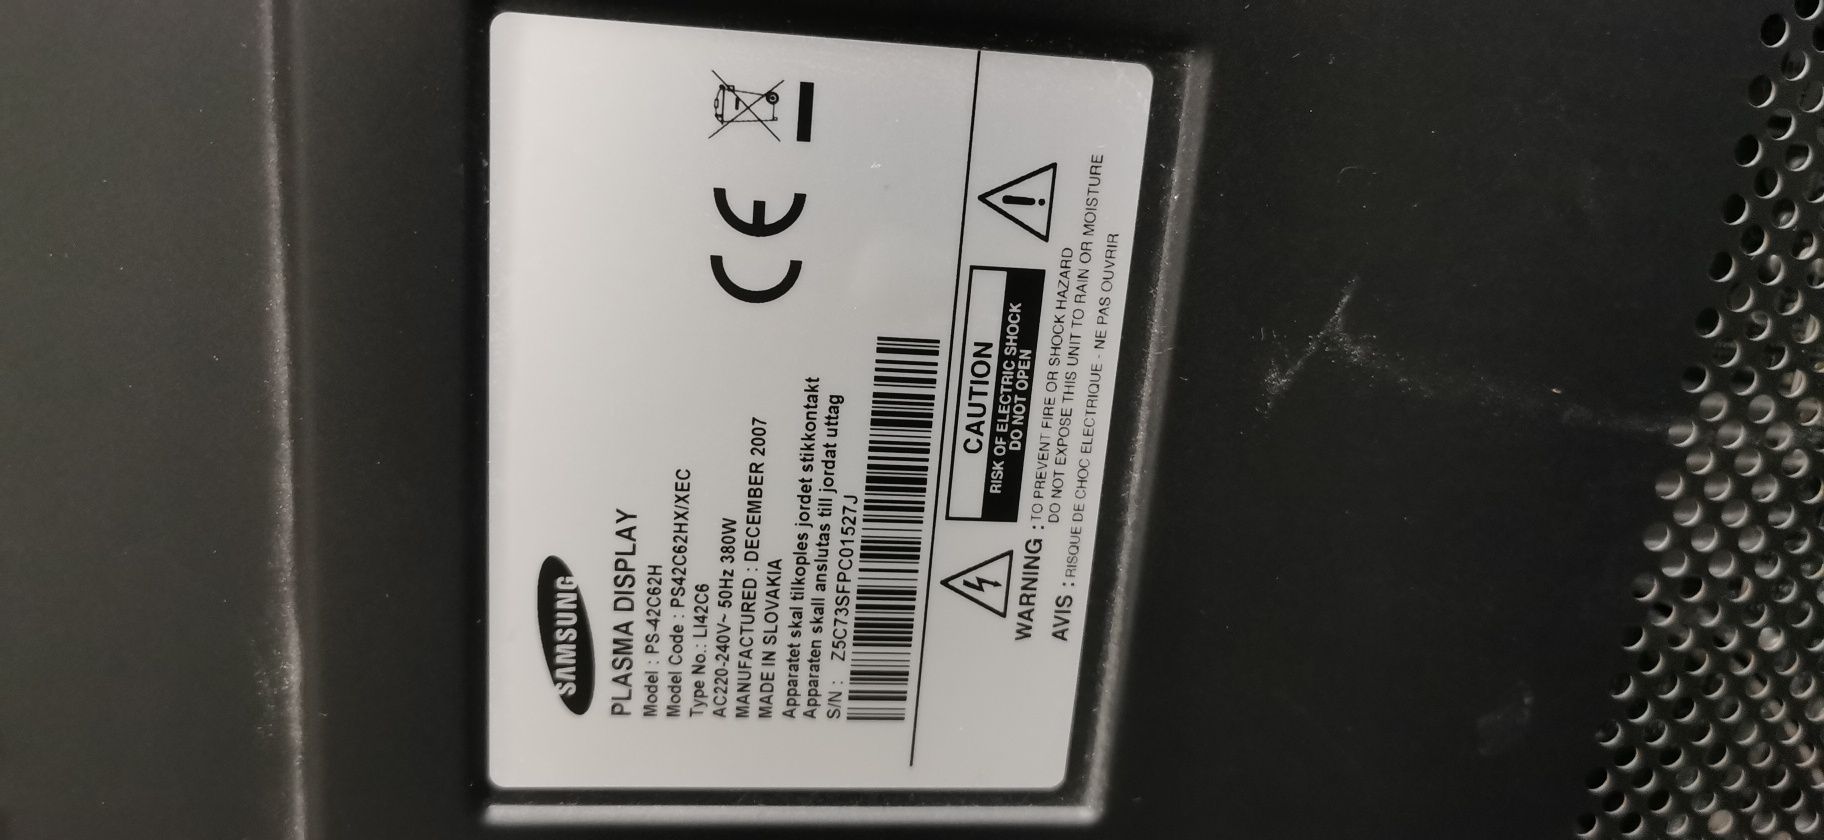 SAMSUNG
PLASMA DISPLAY
Model : PS-42C62H
Model Code : PS42C62HX/XEC
Type No.: LI42C6
AC220-240V~ 50Hz 380W
MANUFACTURED : DECEMBER 2007
MADE IN SLOVAKIA
Apparatet skal tilkoples jordet stikkontakt
Apparaten skall anslutas till jordat uttag
S/N : Z5C73SFPC01527J
CE
CAUTION
RISK OF ELECTRIC SHOCK
DO NOT OPEN
WARNING : TO PREVENT FIRE OR SHOCK HAZARD
DO NOT EXPOSE THIS UNIT TO RAIN OR MOISTURE
AVIS : RISQUE DE CHOC ELECTRIQUE - NE PAS OUVRIR